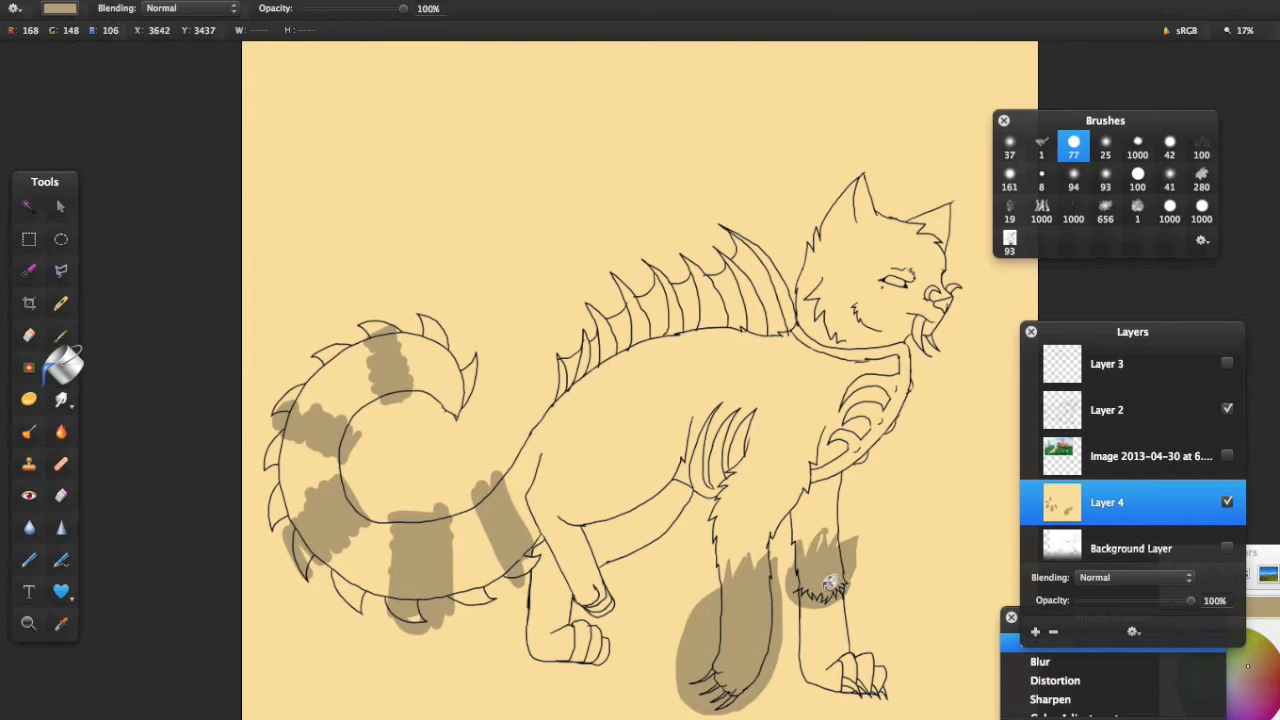 Blending: Normal Opacity: 100%
R: 168 G: 148 B: 106 X: 3642 Y: 3437 W: H: sRGB 17%
Tools
Brushes
37 1 77 25 1000 42 100
161 8 94 93 100 41 280
19 1000 1000 656 1 1000 1000
93
Layers
Layer 3
Layer 2
Image 2013-04-30 at 6....
Layer 4
Background Layer
Blending: Normal
Opacity: 100%
Blur
Distortion
Sharpen